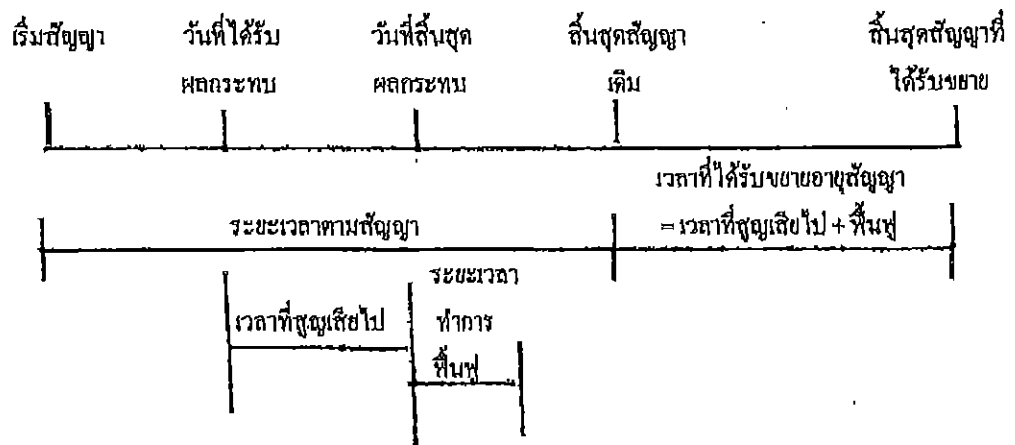 เริ่มสัญญา วันที่ได้รับ วันที่สิ้นสุด สิ้นสุดสัญญา สิ้นสุดสัญญาที่
ผลกระทบ ผลกระทบ เดิม ได้รับขยาย
เวลาที่ได้รับขยายอายุสัญญา
ระยะเวลาตามสัญญา =เวลาที่สูญเสียไป + ฟื้นฟู
ระยะเวลา
เวลาที่สูญเสียไป ทำการ
ฟื้นฟู